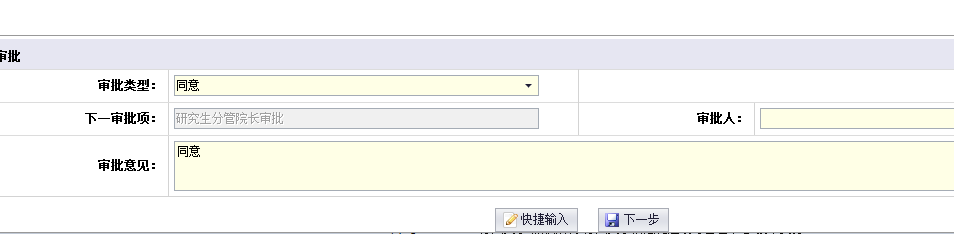 审批
审批类型： 同意
下一审批项： 研究生分管院长审批 审批人：
审批意见： 同意
快捷输入 下一步